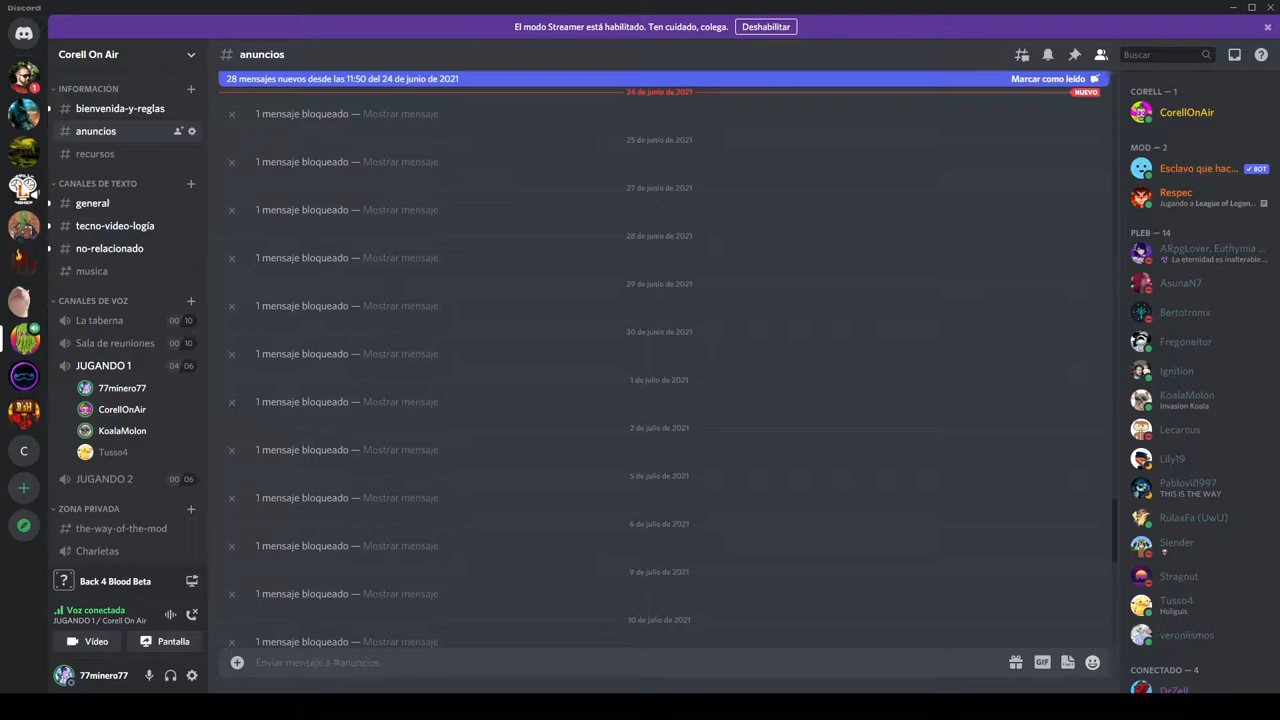 Discord
El modo Streamer está habilitado. Ten cuidado, colega.
Deshabilitar
1
Corell On Air
INFORMACIÓN
bienvenida-y-reglas
anuncios
recursos
CANALES DE TEXTO
general
tecno-video-logía
no-relacionado
musica
CANALES DE VOZ
La taberna 00 10
Sala de reuniones 00 10
JUGANDO 1 04 06
77minero77
CorellOnAir
KoalaMolon
Tusso4
JUGANDO 2 00 06
ZONA PRIVADA
# the-way-of-the-mod
Charletas
C
? Back 4 Blood Beta
Voz conectada
JUGANDO 1 / Corell On Air
Vídeo
Pantalla
77minero77
# anuncios
Buscar
28 mensajes nuevos desde las 11:50 del 24 de junio de 2021
Marcar como leído
24 de junio de 2021
NUEVO
1 mensaje bloqueado — Mostrar mensaje
25 de junio de 2021
1 mensaje bloqueado — Mostrar mensaje
27 de junio de 2021
1 mensaje bloqueado — Mostrar mensaje
28 de junio de 2021
1 mensaje bloqueado — Mostrar mensaje
29 de junio de 2021
1 mensaje bloqueado — Mostrar mensaje
30 de junio de 2021
1 mensaje bloqueado — Mostrar mensaje
1 de julio de 2021
1 mensaje bloqueado — Mostrar mensaje
2 de julio de 2021
1 mensaje bloqueado — Mostrar mensaje
5 de julio de 2021
1 mensaje bloqueado — Mostrar mensaje
6 de julio de 2021
1 mensaje bloqueado — Mostrar mensaje
9 de julio de 2021
1 mensaje bloqueado — Mostrar mensaje
10 de julio de 2021
1 mensaje bloqueado — Mostrar mensaje
Enviar mensaje a #anuncios
GIF
CORELL — 1
CorellOnAir
MOD — 2
Esclavo que hac... BOT
Respec
Jugando a League of Legen...
PLEB — 14
ARpgLover, Euthymia ...
La eternidad es inalterable ...
AsunaN7
Bertotronix
Fregoneitor
Ignition
KoalaMolon
invasion Koala
Lecarnus
Lily19
Pablovil1997
THIS IS THE WAY
RulaxFa (UwU)
Slender
Stragout
Tusso4
Holiguis
veroniismos
CONECTADO — 4
DrZell